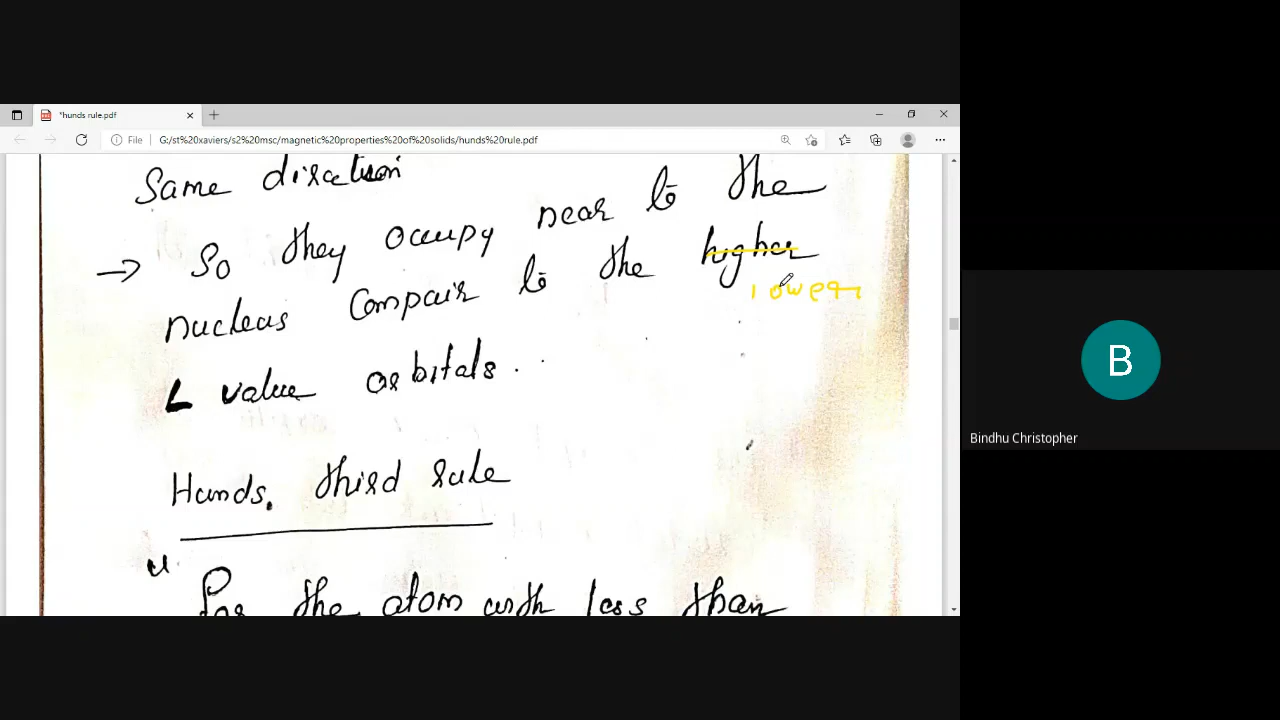 *hunds rule.pdf
File
G:/st%20xaviers/s2%20msc/magnetic%20properties%20of%20solids/hunds%20rule.pdf
Same direction
→ So they occupy near to the
nucleus Compair to the higher
lower
L value orbitals.
Hunds. third rule
"
For the atom with less than
B
Bindhu Christopher